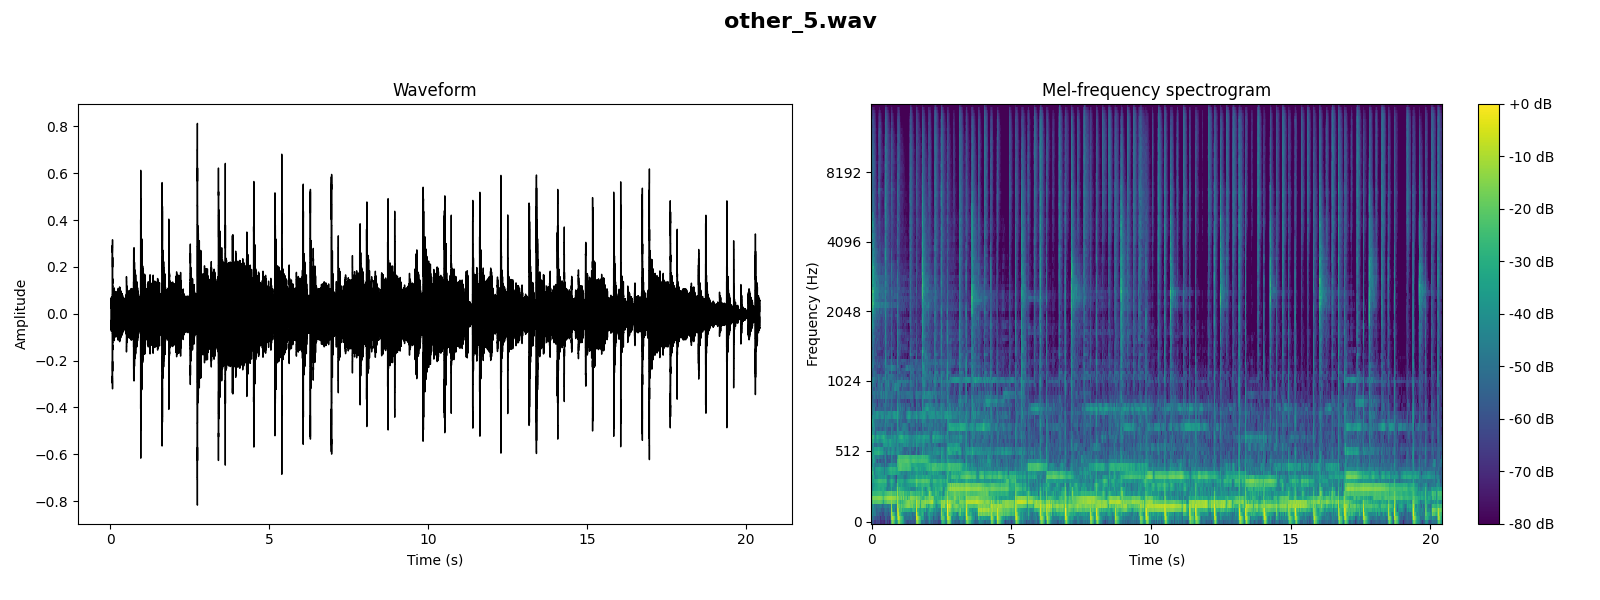 other_5.wav
Waveform
Mel-frequency spectrogram
0.8
0.6
0.4
0.2
0.0
−0.2
−0.4
−0.6
−0.8
Amplitude
0
5
10
15
20
Time (s)
8192
4096
2048
1024
512
0
Frequency (Hz)
0
5
10
15
20
Time (s)
+0 dB
-10 dB
-20 dB
-30 dB
-40 dB
-50 dB
-60 dB
-70 dB
-80 dB